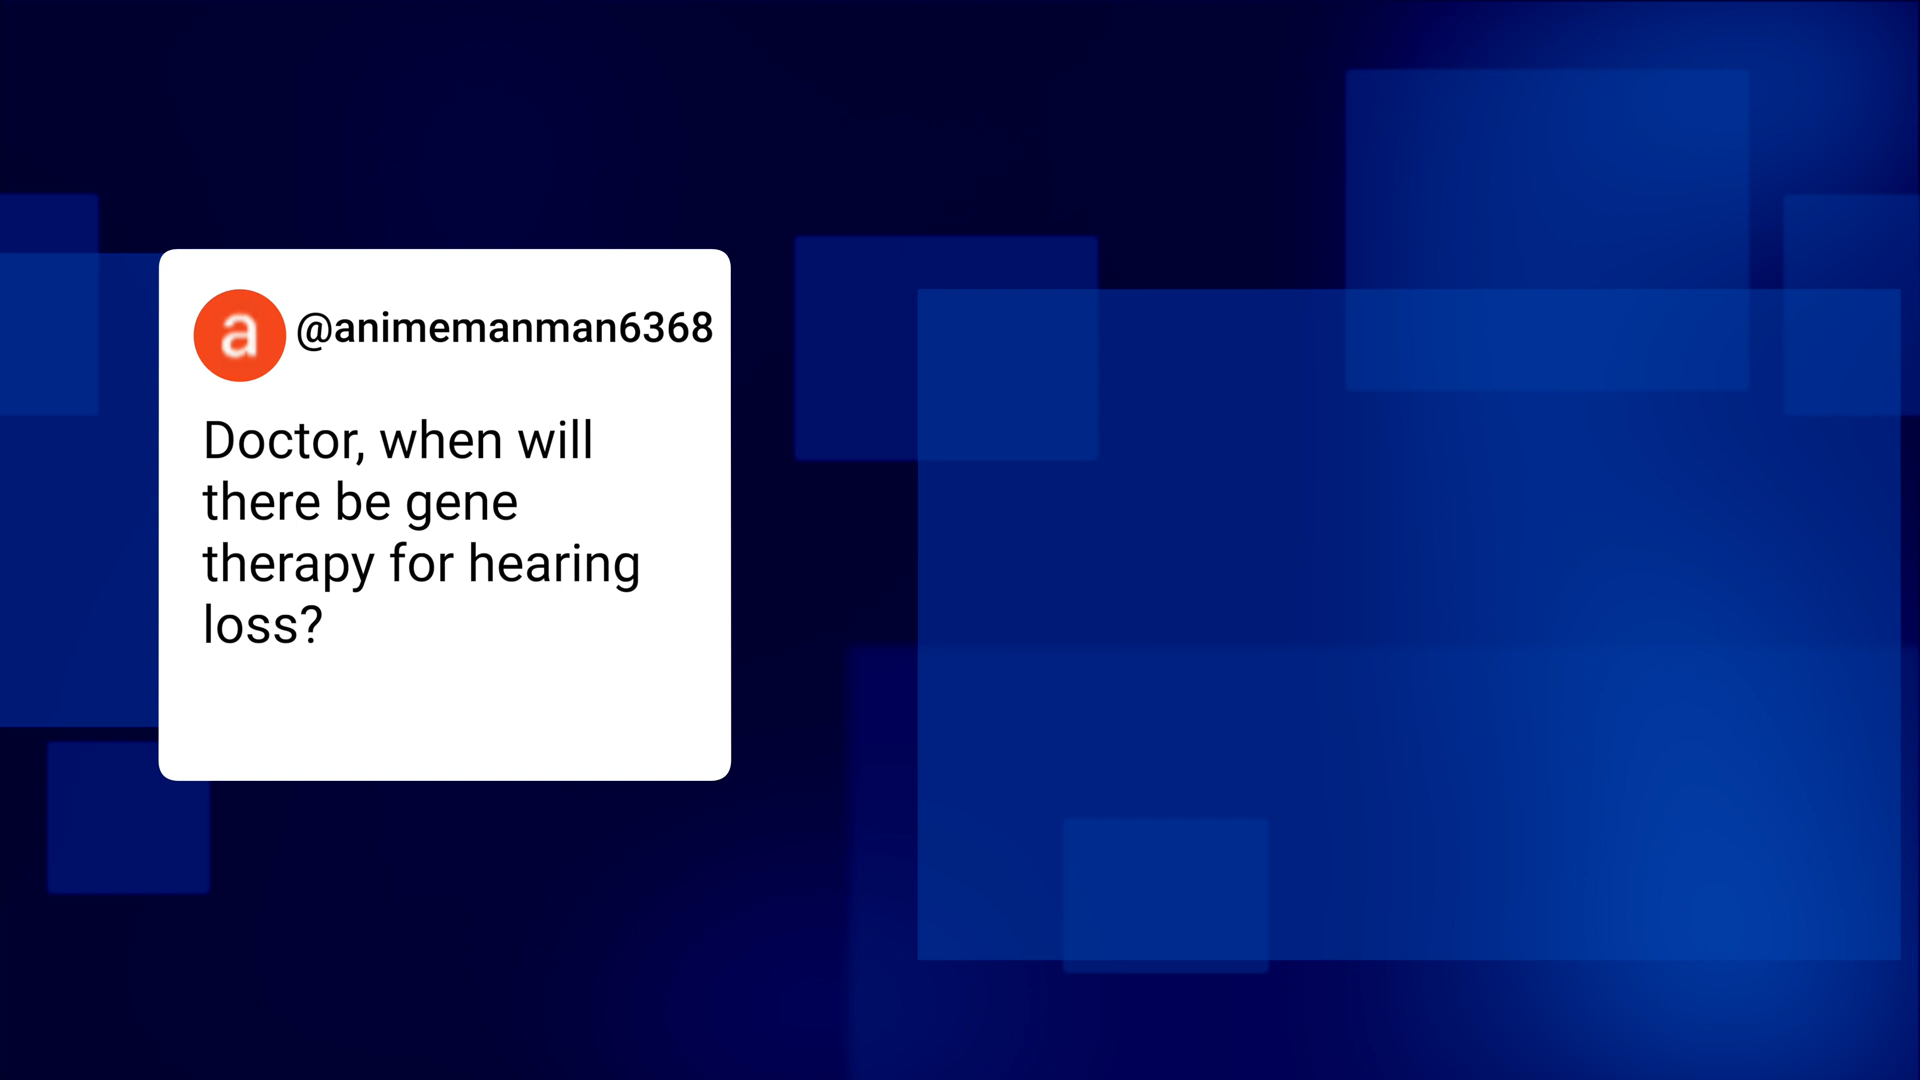 a
@animemanman6368
Doctor, when will
there be gene
therapy for hearing
loss?